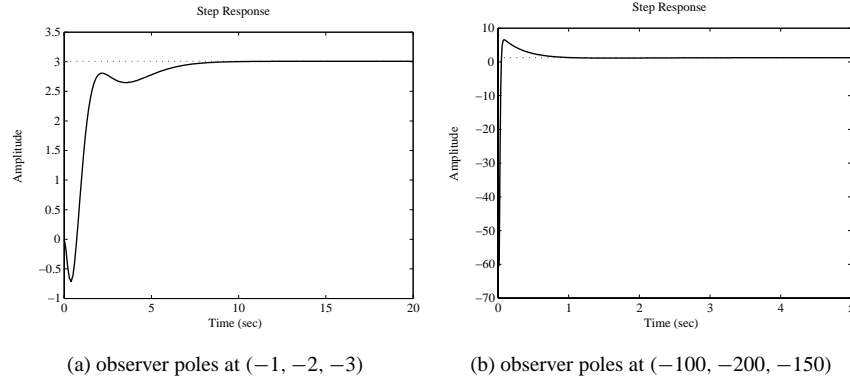 Step Response
3.5
3
2.5
2
1.5
1
0.5
0
−0.5
−1
Amplitude
0 5 10 15 20
Time (sec)
(a) observer poles at (−1, −2, −3)
Step Response
10
0
−10
−20
−30
−40
−50
−60
−70
Amplitude
0 1 2 3 4 5
Time (sec)
(b) observer poles at (−100, −200, −150)